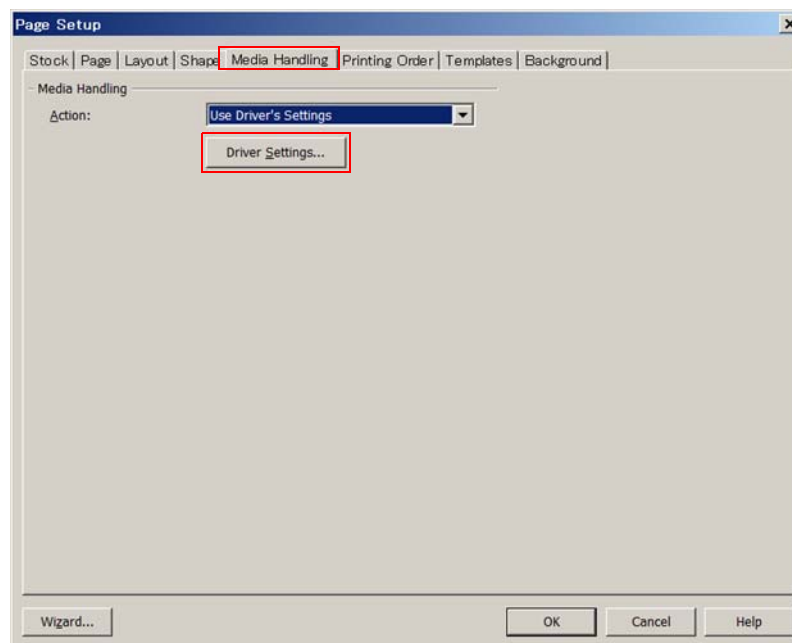 Page Setup
Stock Page Layout Shape Media Handling Printing Order Templates Background
Media Handling
Action: Use Driver's Settings
Driver Settings...
Wizard... OK Cancel Help